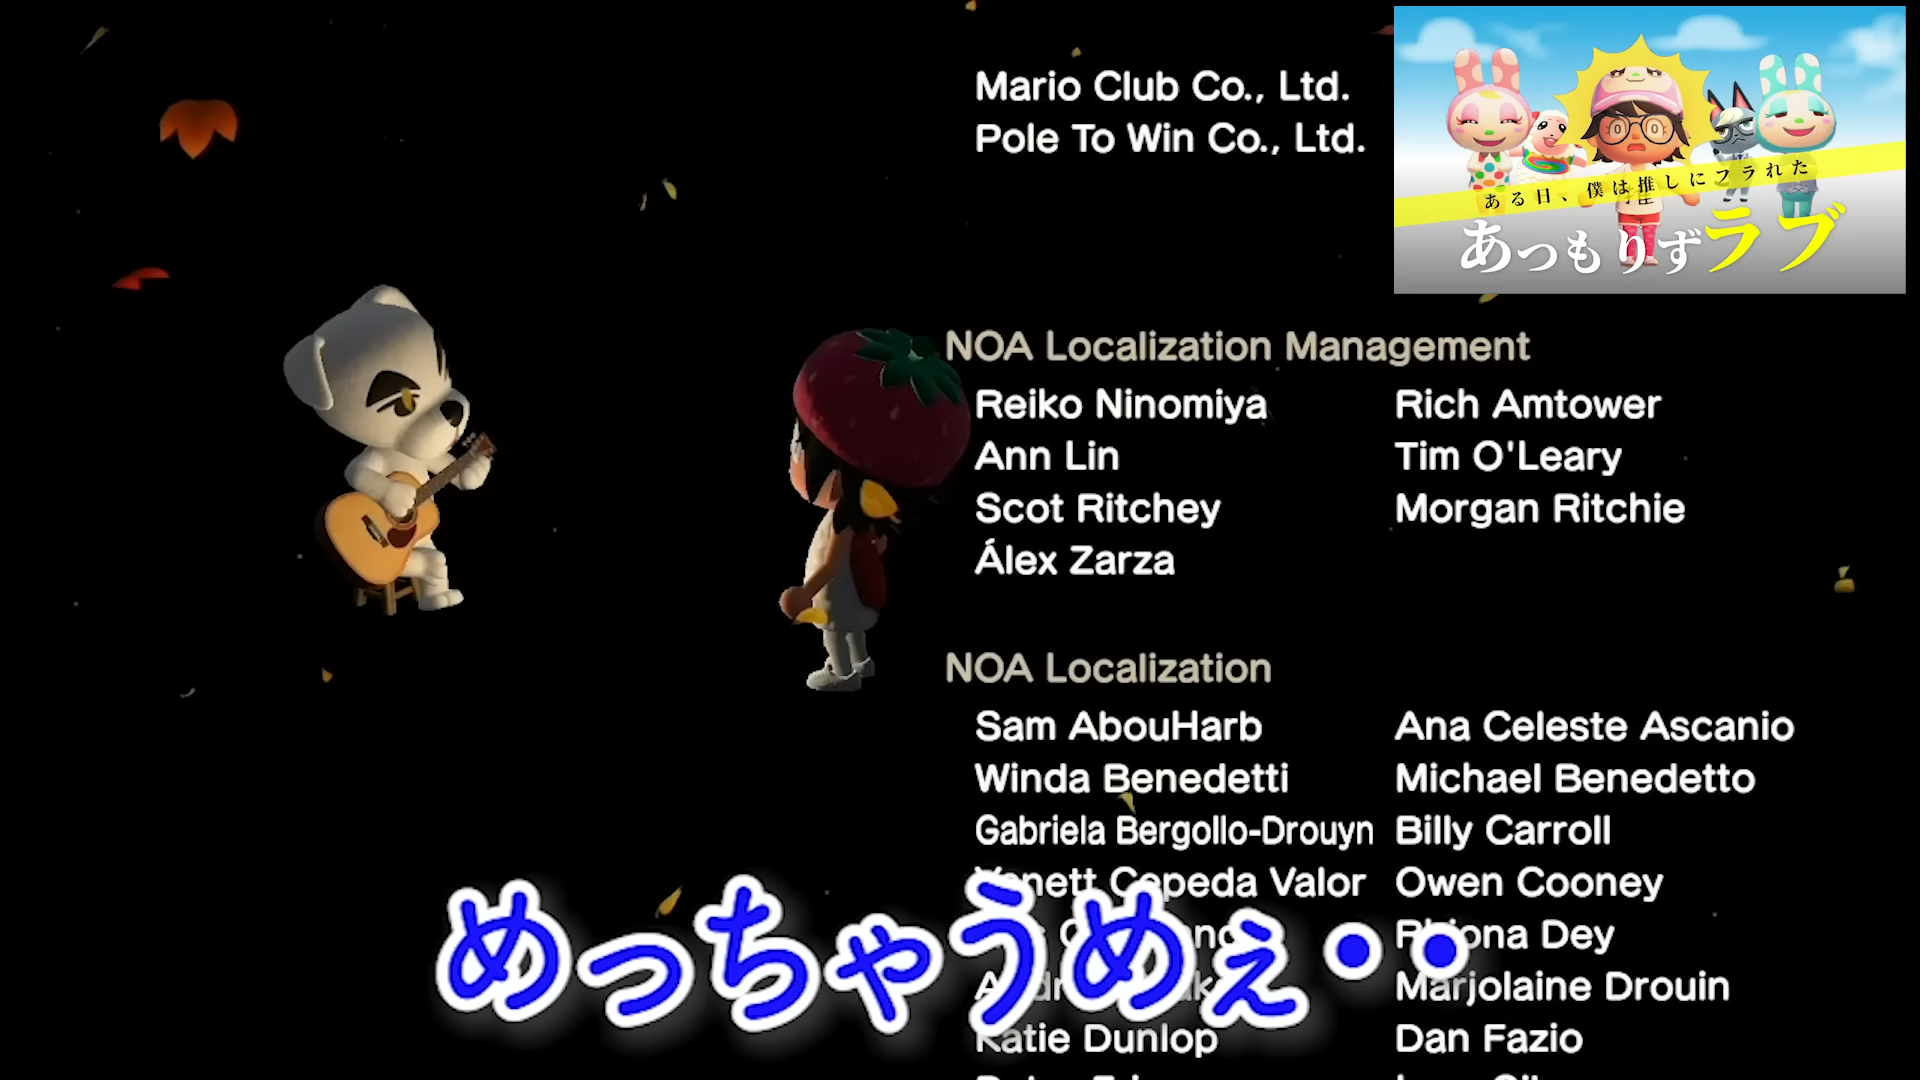 Mario Club Co., Ltd.
Pole To Win Co., Ltd.
ある日、僕は推しにフラれた
あつもりずラブ
NOA Localization Management
Reiko Ninomiya Rich Amtower
Ann Lin Tim O'Leary
Scot Ritchey Morgan Ritchie
Álex Zarza
NOA Localization
Sam AbouHarb Ana Celeste Ascanio
Winda Benedetti Michael Benedetto
Gabriela Bergollo-Drouyn Billy Carroll
Cepeda Valor Owen Cooney
Dey
Marjolaine Drouin
Katie Dunlop Dan Fazio
めっちゃうめぇ・・